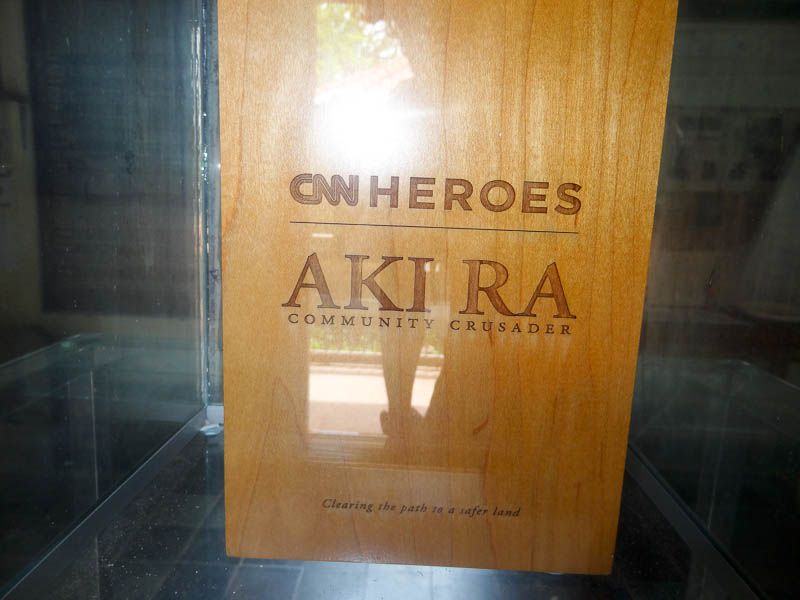 CNN HEROES
AKI RA
COMMUNITY CRUSADER
Clearing the path to a safer land